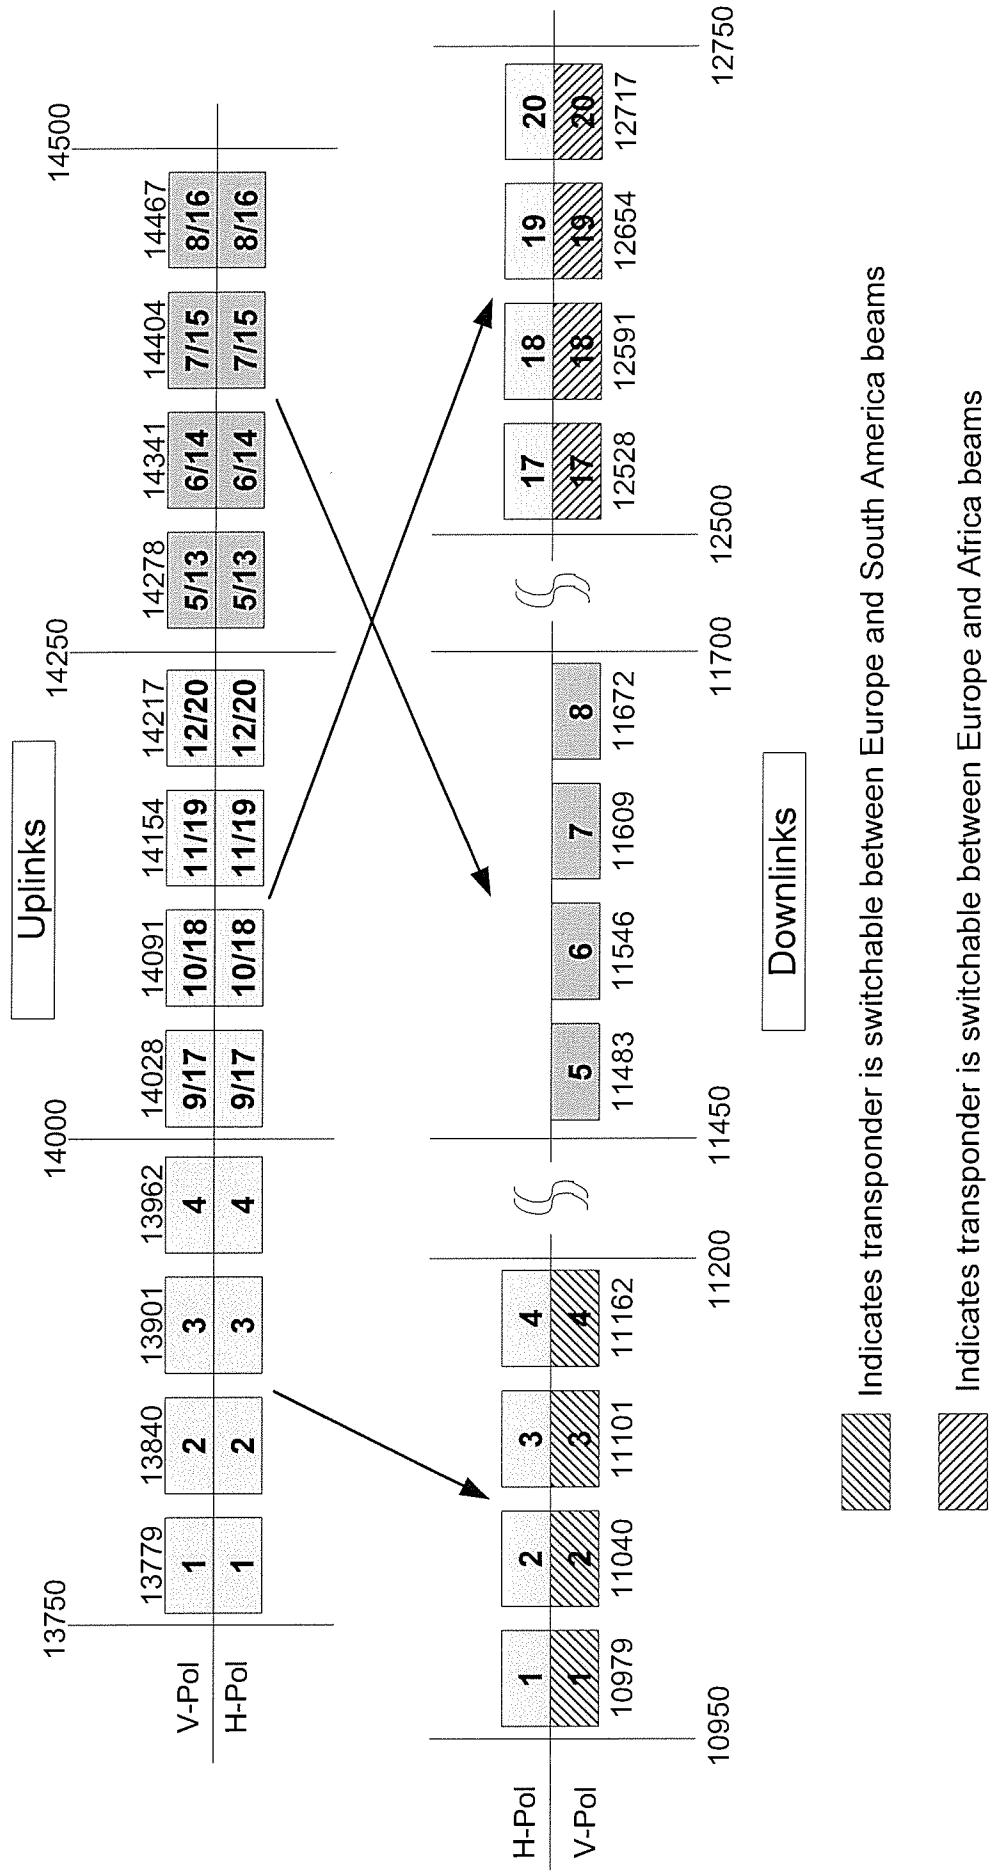 Uplinks
13750 14000 14250 14500
13779 13840 13901 13962 14028 14091 14154 14217 14278 14341 14404 14467
V-Pol 1 2 3 4 9/17 10/18 11/19 12/20 5/13 6/14 7/15 8/16
H-Pol 1 2 3 4 9/17 10/18 11/19 12/20 5/13 6/14 7/15 8/16
H-Pol 1 2 3 4 17 18 19 20
V-Pol 1 2 3 4 5 6 7 8 17 18 19 20
10979 11040 11101 11162 11483 11546 11609 11672 12528 12591 12654 12717
10950 11200 11450 11700 12500 12750
Downlinks
Indicates transponder is switchable between Europe and South America beams
Indicates transponder is switchable between Europe and Africa beams